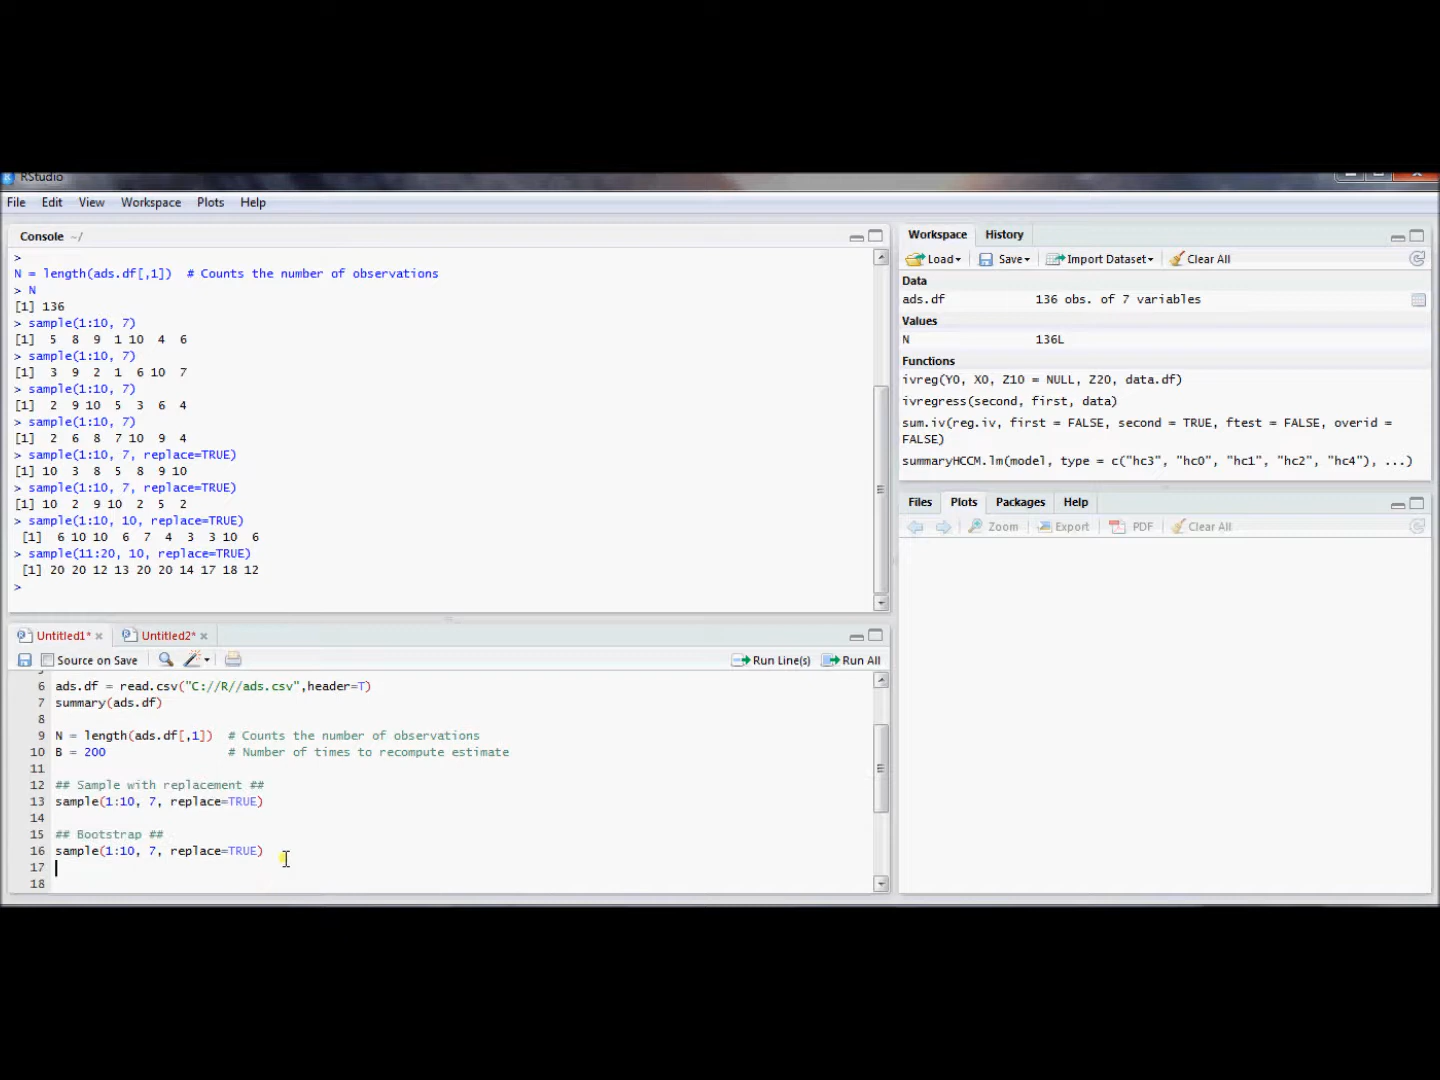 RStudio
File Edit View Workspace Plots Help
Console ~/
>
N = length(ads.df[,1])  # Counts the number of observations
> N
[1] 136
> sample(1:10, 7)
[1]  5  8  9  1 10  4  6
> sample(1:10, 7)
[1]  3  9  2  1  6 10  7
> sample(1:10, 7)
[1]  2  9 10  5  3  6  4
> sample(1:10, 7)
[1]  2  6  8  7 10  9  4
> sample(1:10, 7, replace=TRUE)
[1] 10  3  8  5  8  9 10
> sample(1:10, 7, replace=TRUE)
[1] 10  2  9 10  2  5  2
> sample(1:10, 10, replace=TRUE)
[1]  6 10 10  6  7  4  3  3 10  6
> sample(11:20, 10, replace=TRUE)
[1] 20 20 12 13 20 20 14 17 18 12
>
Untitled1* Untitled2*
Source on Save Run Line(s) Run All
6 ads.df = read.csv("C://R//ads.csv",header=T)
7 summary(ads.df)
8
9 N = length(ads.df[,1])  # Counts the number of observations
10 B = 200                 # Number of times to recompute estimate
11
12 ## Sample with replacement ##
13 sample(1:10, 7, replace=TRUE)
14
15 ## Bootstrap ##
16 sample(1:10, 7, replace=TRUE)
17
18
Workspace History
Load Save Import Dataset Clear All
Data
ads.df 136 obs. of 7 variables
Values
N 136L
Functions
ivreg(Y0, X0, Z10 = NULL, Z20, data.df)
ivregress(second, first, data)
sum.iv(reg.iv, first = FALSE, second = TRUE, ftest = FALSE, overid =
FALSE)
summaryHCCM.lm(model, type = c("hc3", "hc0", "hc1", "hc2", "hc4"), ...)
Files Plots Packages Help
Zoom Export PDF Clear All